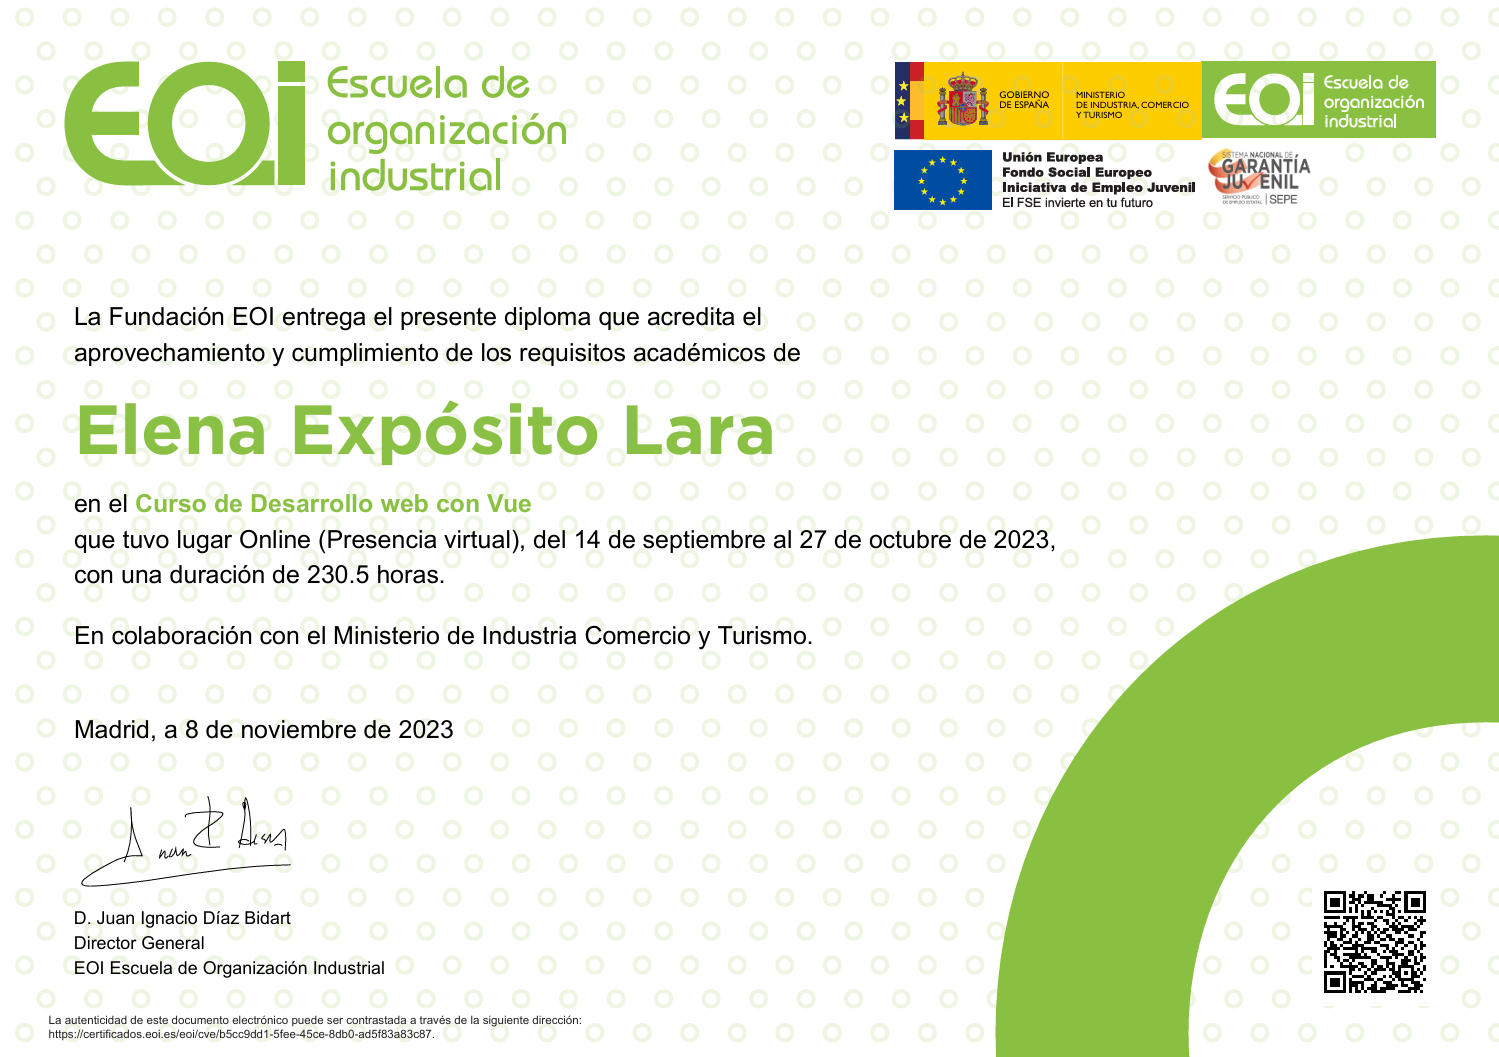 EOI
Escuela de
organización
industrial
GOBIERNO
DE ESPAÑA
MINISTERIO
DE INDUSTRIA, COMERCIO
Y TURISMO
EOI
Escuela de
organización
industrial
Unión Europea
Fondo Social Europeo
Iniciativa de Empleo Juvenil
El FSE invierte en tu futuro
SISTEMA NACIONAL DE
GARANTÍA
JUVENIL
SERVICIO PÚBLICO
DE EMPLEO ESTATAL
SEPE
La Fundación EOI entrega el presente diploma que acredita el
aprovechamiento y cumplimiento de los requisitos académicos de
Elena Expósito Lara
en el Curso de Desarrollo web con Vue
que tuvo lugar Online (Presencia virtual), del 14 de septiembre al 27 de octubre de 2023,
con una duración de 230.5 horas.
En colaboración con el Ministerio de Industria Comercio y Turismo.
Madrid, a 8 de noviembre de 2023
D. Juan Ignacio Díaz Bidart
Director General
EOI Escuela de Organización Industrial
La autenticidad de este documento electrónico puede ser contrastada a través de la siguiente dirección:
https://certificados.eoi.es/eoi/cve/b5cc9dd1-5fee-45ce-8db0-ad5f83a83c87.